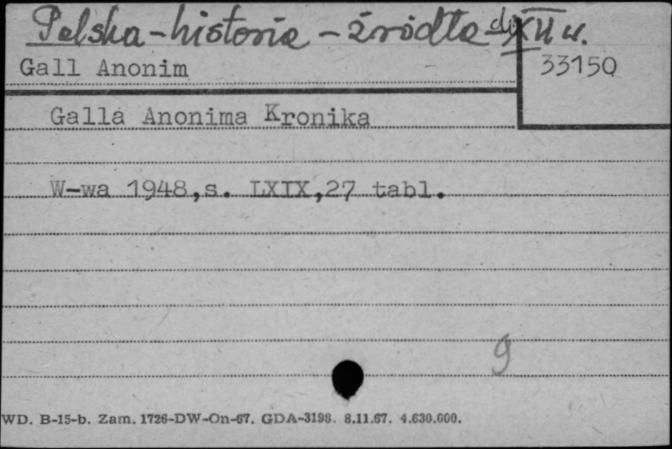 Polska - historia - źródła - do XII w.
Gall Anonim
33150
Galla Anonima Kronika
W-wa 1948,s. LXIX,27 tabl.
9
WD. B-15-b. Zam. 1726-DW-On-67. GDA-3198. 8.11.67. 4.630.000.